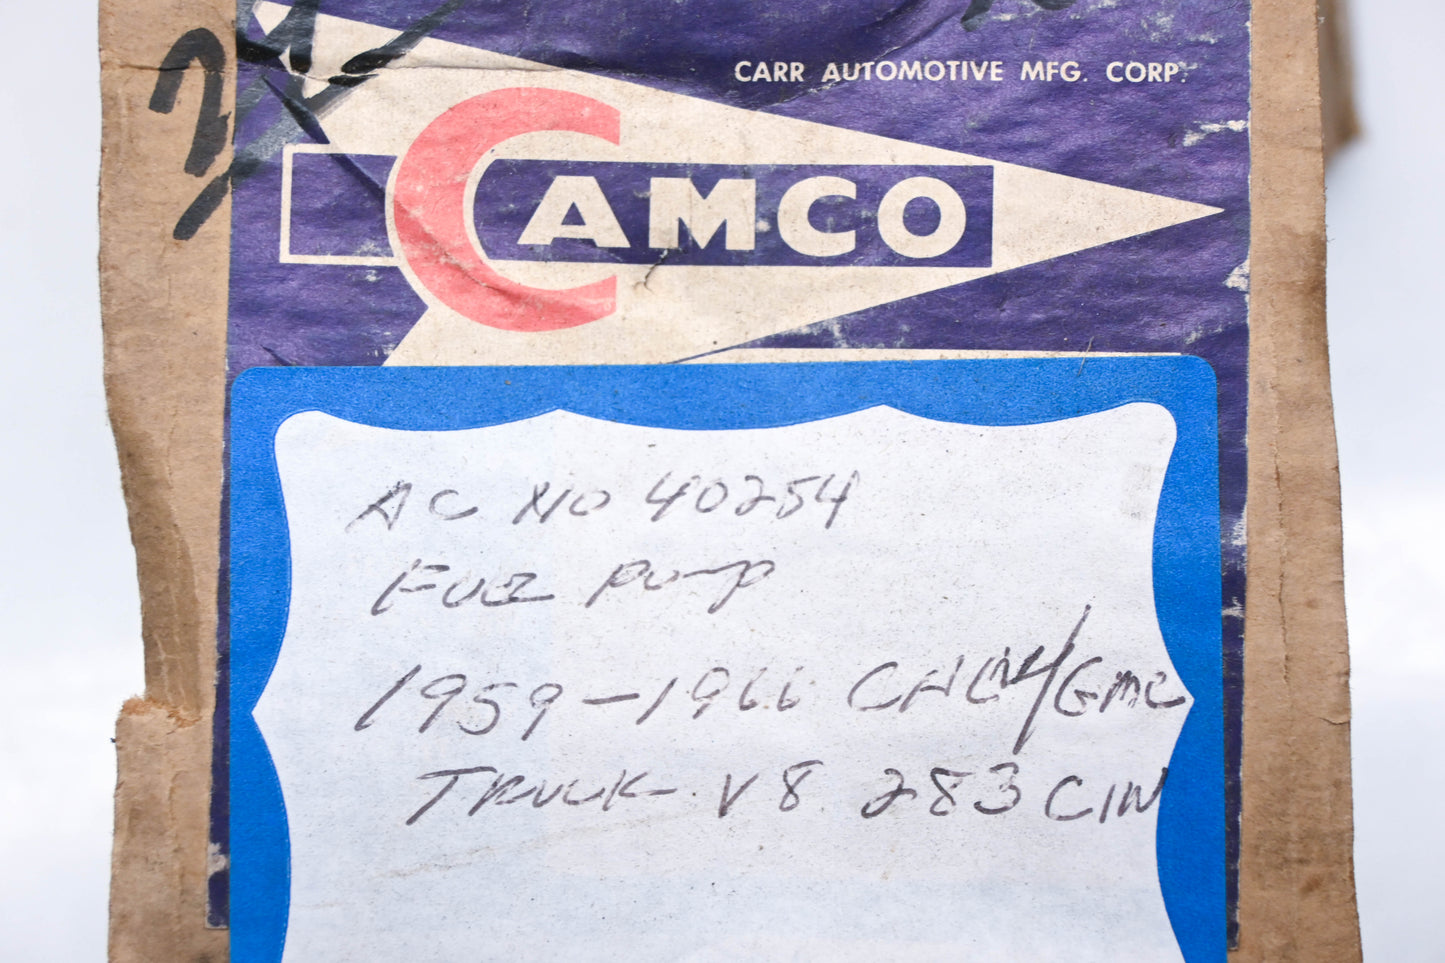 CARR AUTOMOTIVE MFG. CORP.
CAMCO
AC NO 40254
FUEL PUMP
1959-1966 CHEVY/GMC
TRUCK V8 283 CIN